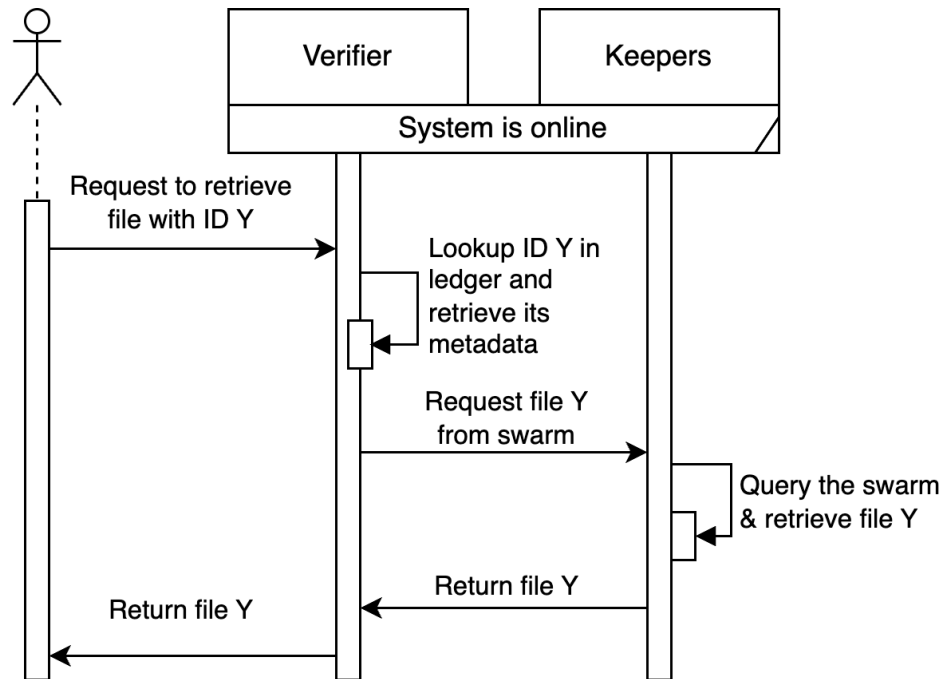 Verifier
Keepers
System is online
Request to retrieve
file with ID Y
Lookup ID Y in
ledger and
retrieve its
metadata
Request file Y
from swarm
Query the swarm
& retrieve file Y
Return file Y
Return file Y